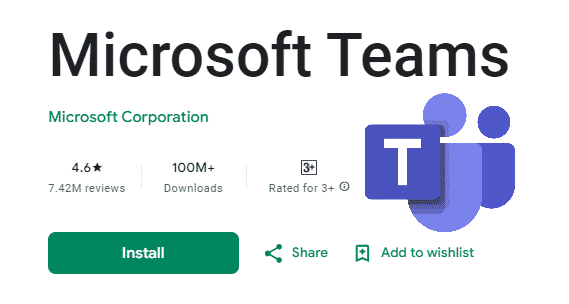 Microsoft Teams
Microsoft Corporation
4.6★
7.42M reviews
100M+
Downloads
3+
Rated for 3+
T
Install
Share
Add to wishlist